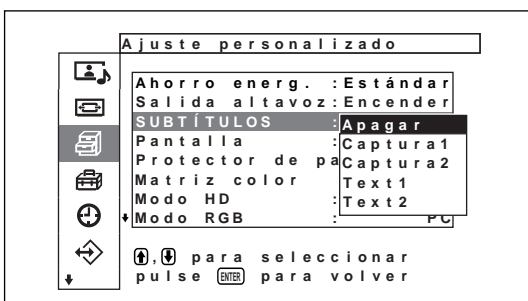 Ajuste personalizado
Ahorro energ. :Estándar
Salida altavoz:Encender
SUBTÍTULOS :Apagar
Pantalla :Captura1
Protector de pa Captura2
Matriz color Text1
Modo HD :Text2
Modo RGB : PC
, para seleccionar
pulse ENTER para volver